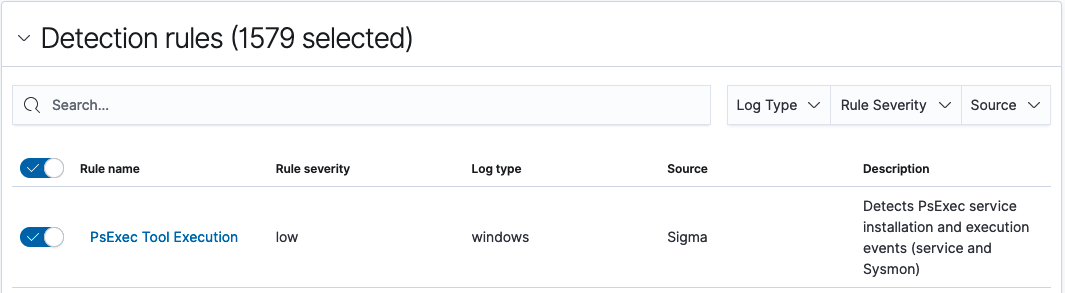 Detection rules (1579 selected)
Search...
Log Type
Rule Severity
Source
Rule name
Rule severity
Log type
Source
Description
PsExec Tool Execution
low
windows
Sigma
Detects PsExec service
installation and execution
events (service and
Sysmon)